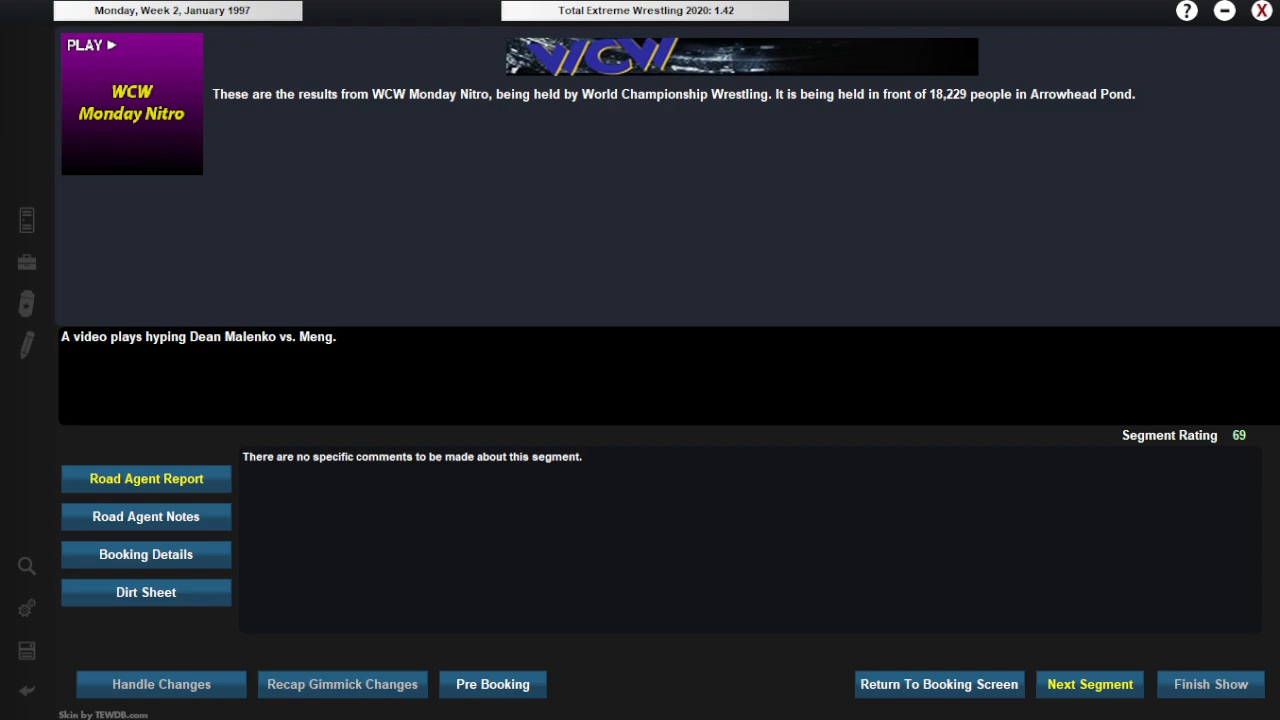 Monday, Week 2, January 1997
Total Extreme Wrestling 2020: 1.42
?
X
PLAY ►
WCW
Monday Nitro
WCW
These are the results from WCW Monday Nitro, being held by World Championship Wrestling. It is being held in front of 18,229 people in Arrowhead Pond.
A video plays hyping Dean Malenko vs. Meng.
Segment Rating 69
There are no specific comments to be made about this segment.
Road Agent Report
Road Agent Notes
Booking Details
Dirt Sheet
Handle Changes
Recap Gimmick Changes
Pre Booking
Return To Booking Screen
Next Segment
Finish Show
Skin by TEWDB.com